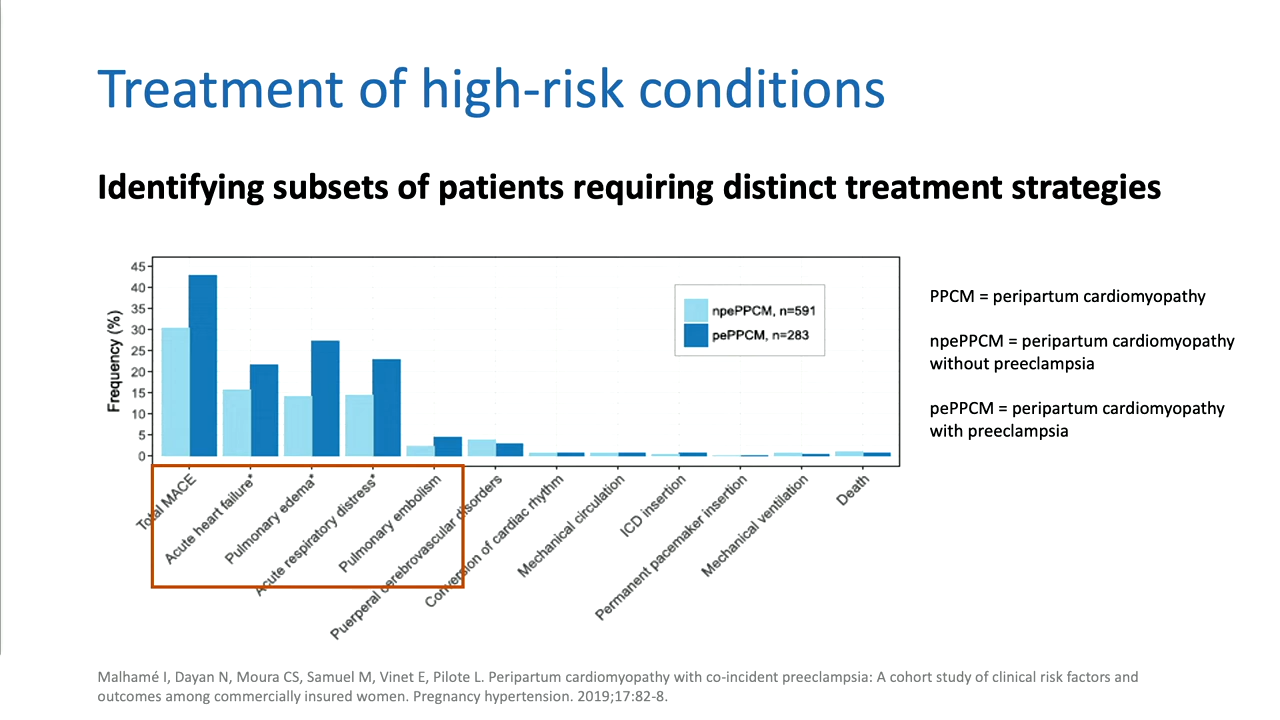 Treatment of high-risk conditions
Identifying subsets of patients requiring distinct treatment strategies
Frequency (%)
45
40
35
30
25
20
15
10
5
0
npePPCM, n=591
pePPCM, n=283
Total MACE
Acute heart failure*
Pulmonary edema*
Acute respiratory distress*
Pulmonary embolism
Puerperal cerebrovascular disorders
Conversion of cardiac rhythm
Mechanical circulation
ICD insertion
Permanent pacemaker insertion
Mechanical ventilation
Death
PPCM = peripartum cardiomyopathy
npePPCM = peripartum cardiomyopathy
without preeclampsia
pePPCM = peripartum cardiomyopathy
with preeclampsia
Malhamé I, Dayan N, Moura CS, Samuel M, Vinet E, Pilote L. Peripartum cardiomyopathy with co-incident preeclampsia: A cohort study of clinical risk factors and
outcomes among commercially insured women. Pregnancy hypertension. 2019;17:82-8.